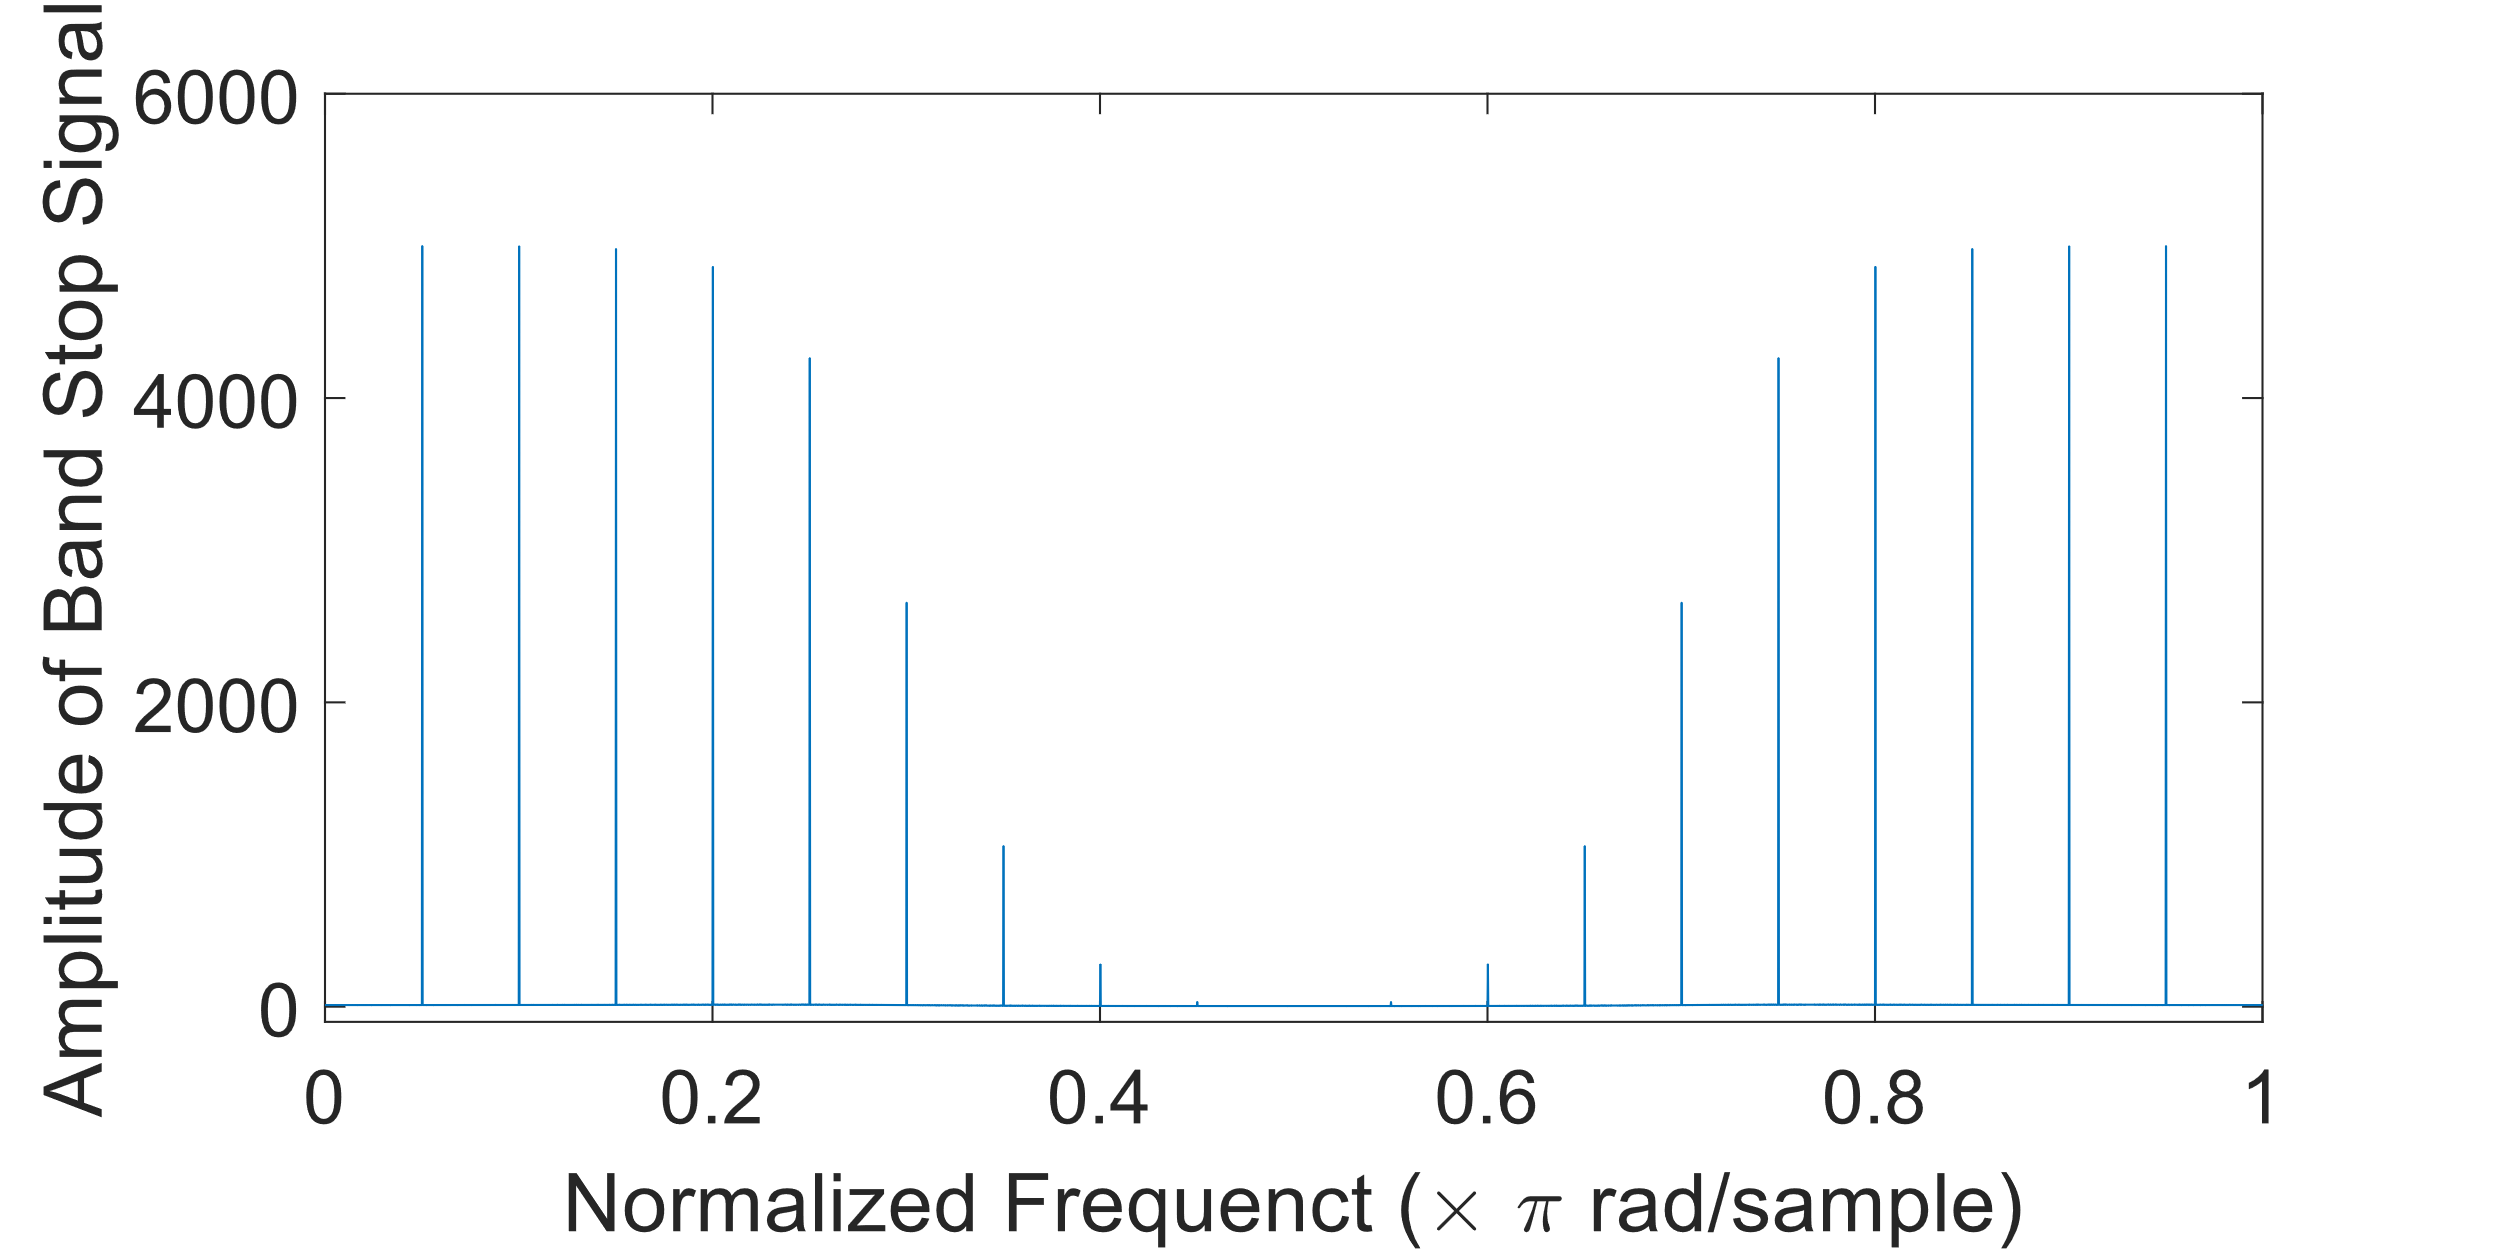 Amplitude of Band Stop Signal
6000
4000
2000
0
0 0.2 0.4 0.6 0.8 1
Normalized Frequenct (× π rad/sample)